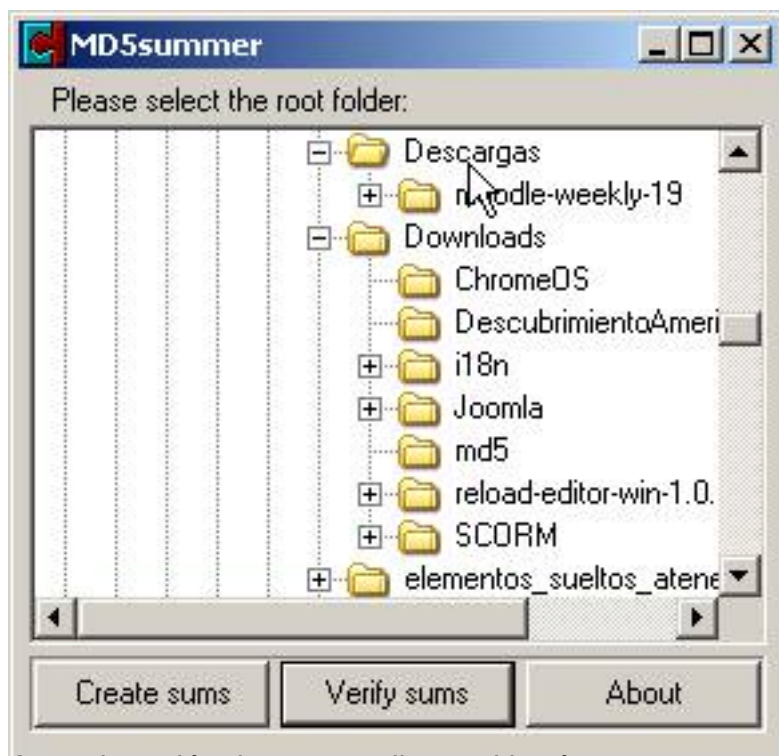 MD5summer
Please select the root folder:
Descargas
moodle-weekly-19
Downloads
ChromeOS
DescubrimientoAmeri
i18n
Joomla
md5
reload-editor-win-1.0.
SCORM
elementos_sueltos_atene
Create sums
Verify sums
About